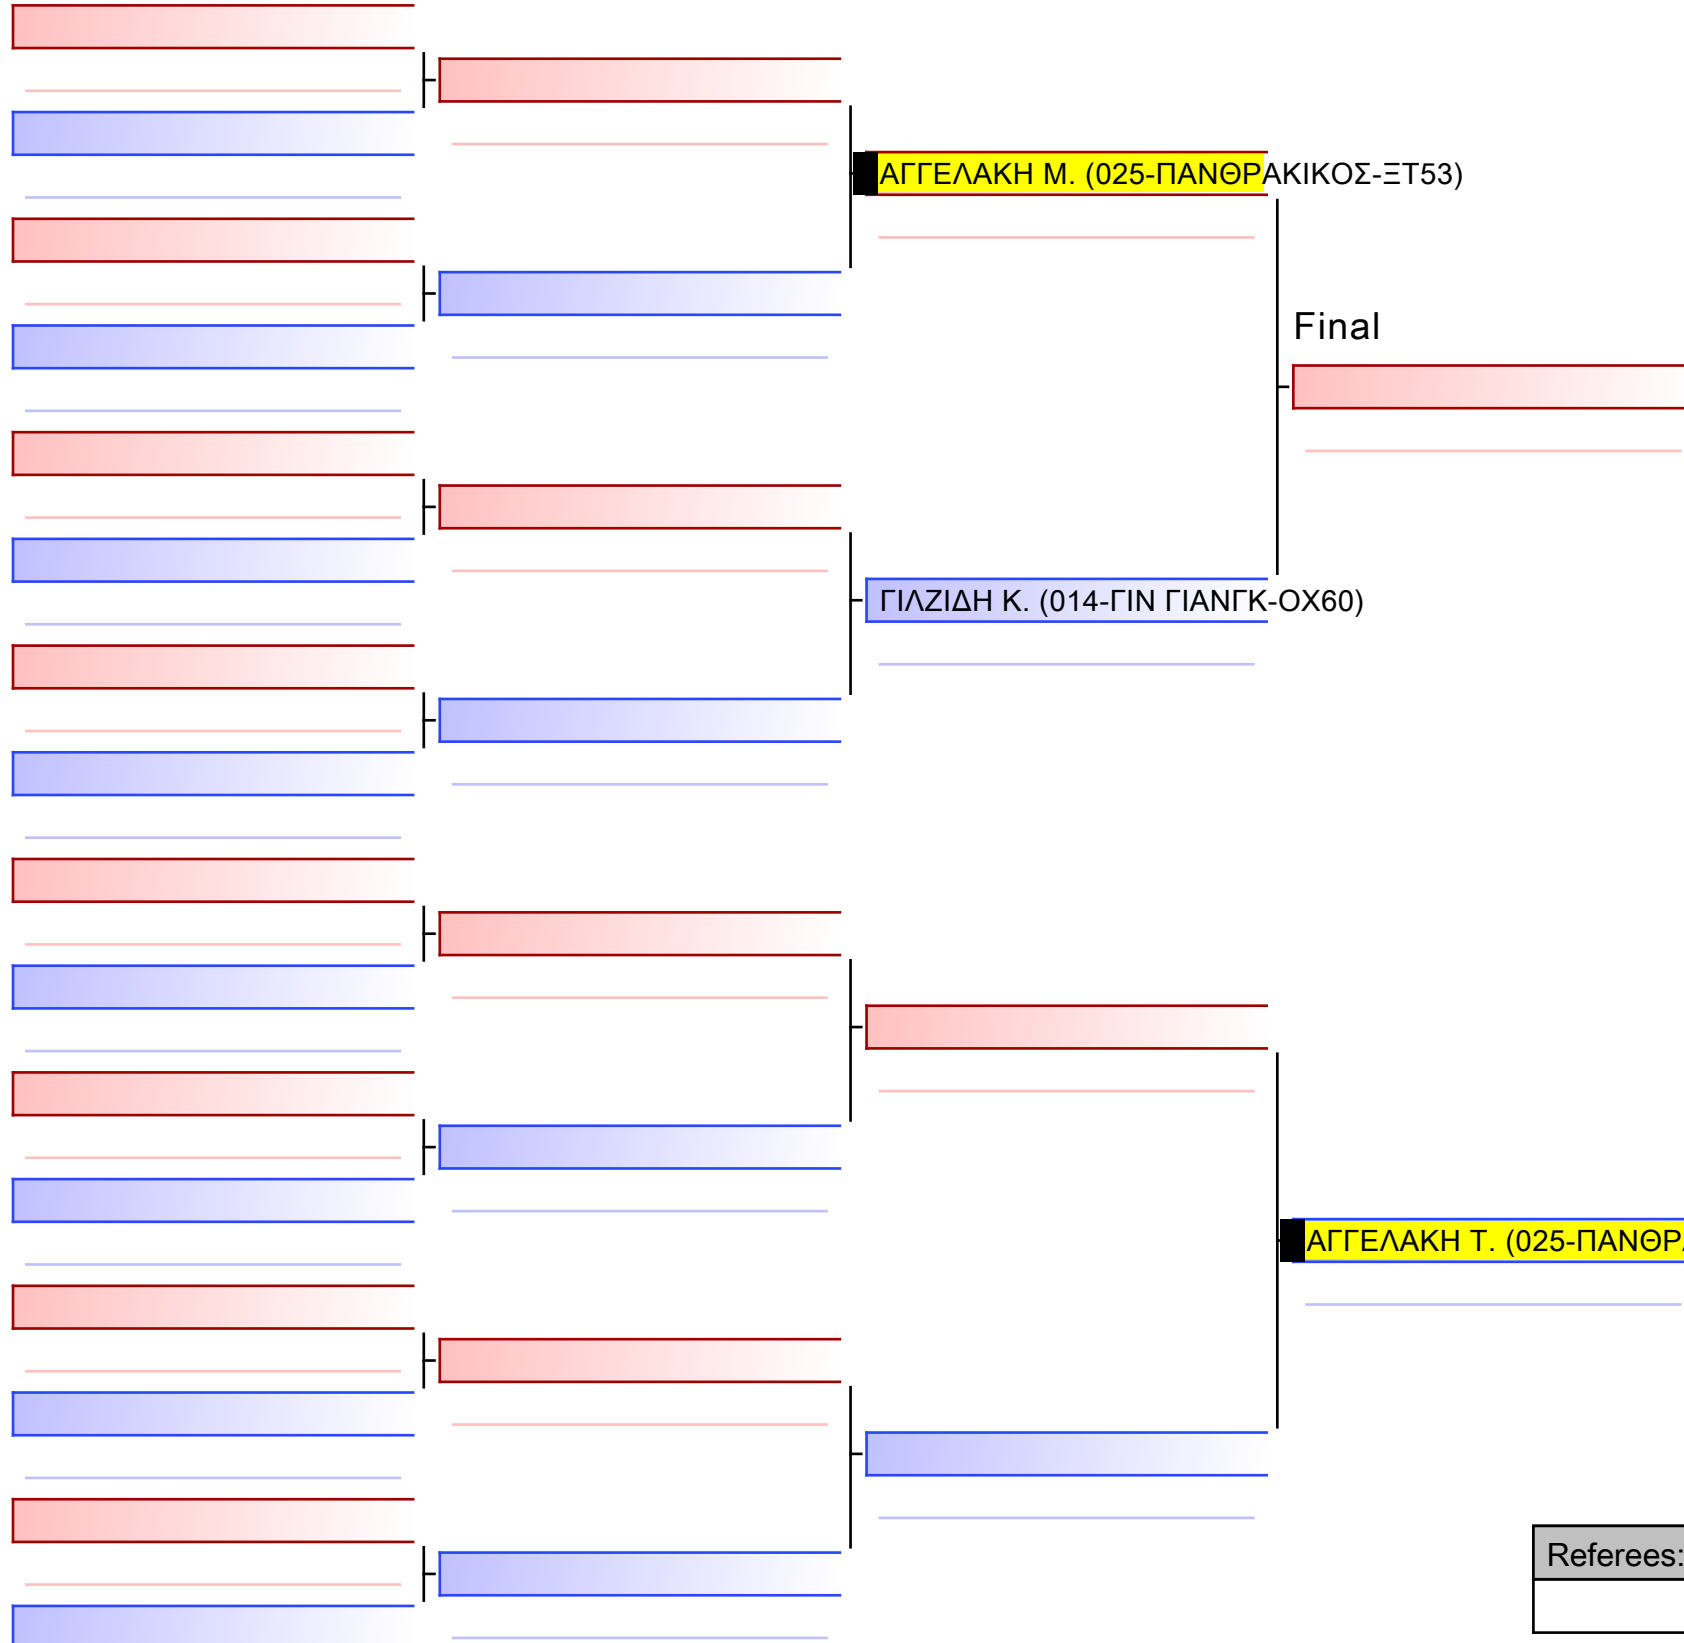 ΑΓΓΕΛΑΚΗ Μ. (025-ΠΑΝΘΡΑΚΙΚΟΣ-ΞΤ53)
Final
ΓΙΛΖΙΔΗ Κ. (014-ΓΙΝ ΓΙΑΝΓΚ-ΟΧ60)
ΑΓΓΕΛΑΚΗ Τ. (025-ΠΑΝΘΡ
Referees: